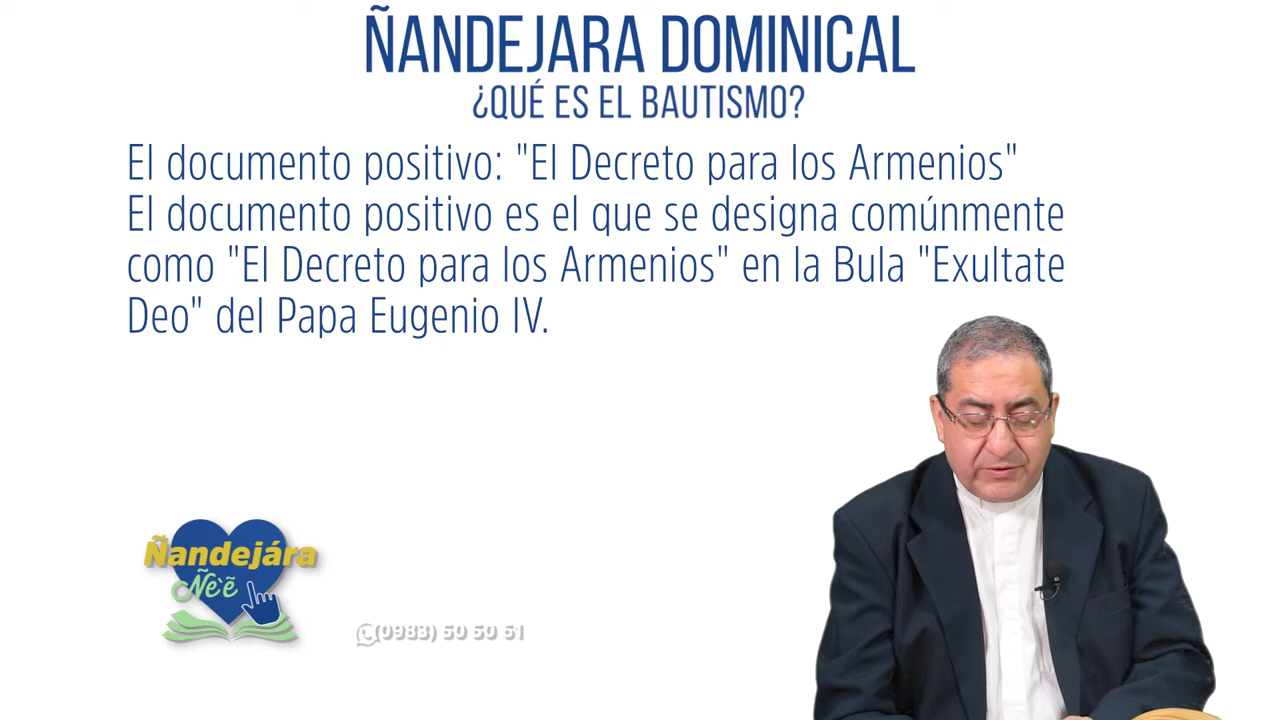 ÑANDEJARA DOMINICAL
¿QUÉ ES EL BAUTISMO?
El documento positivo: "El Decreto para los Armenios"
El documento positivo es el que se designa comúnmente
como "El Decreto para los Armenios" en la Bula "Exultate
Deo" del Papa Eugenio IV.
Ñandejára
Ñe'ẽ
(0983) 50 50 61